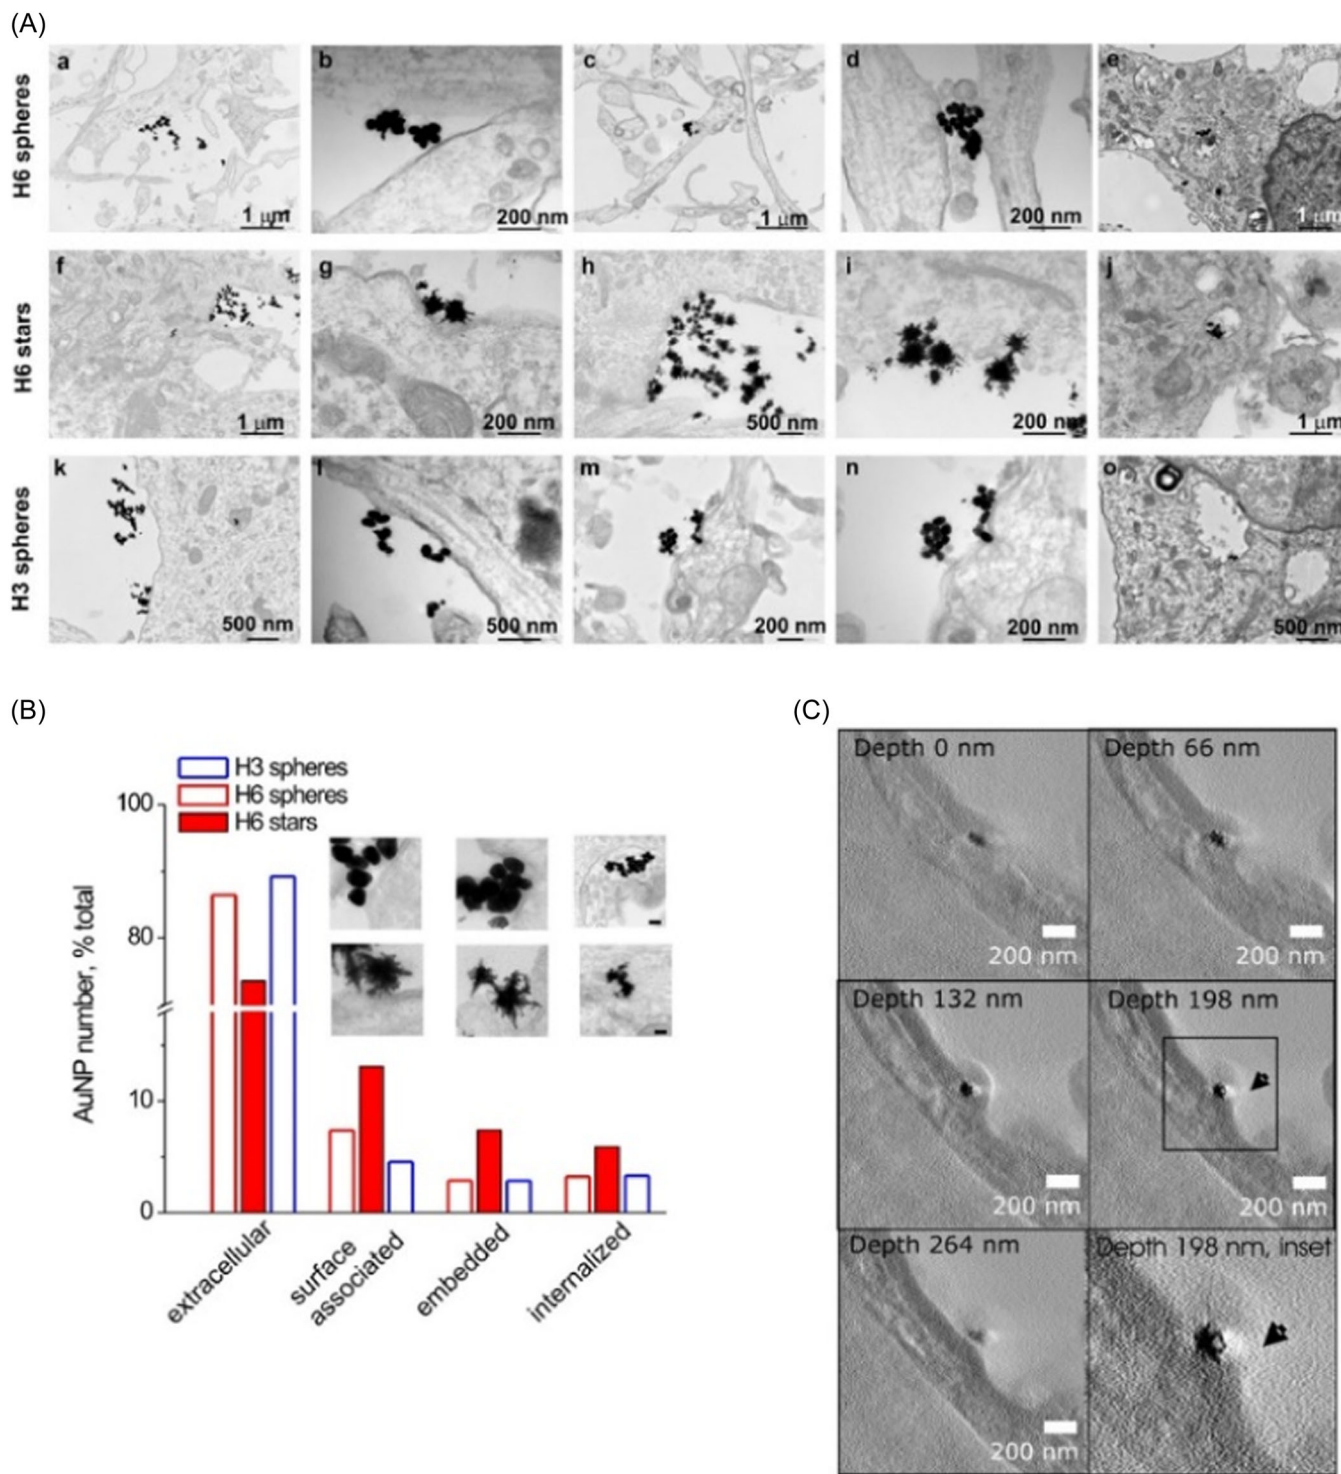 (A)
H6 spheres
a
1 μm
b
200 nm
c
1 μm
d
200 nm
e
1 μm
H6 stars
f
1 μm
g
200 nm
h
500 nm
i
200 nm
j
1 μm
H3 spheres
k
500 nm
l
500 nm
m
200 nm
n
200 nm
o
500 nm
(B)
H3 spheres
H6 spheres
H6 stars
AuNP number, % total
100
80
10
0
extracellular
surface
associated
embedded
internalized
(C)
Depth 0 nm
200 nm
Depth 66 nm
200 nm
Depth 132 nm
200 nm
Depth 198 nm
200 nm
Depth 264 nm
200 nm
Depth 198 nm, inset